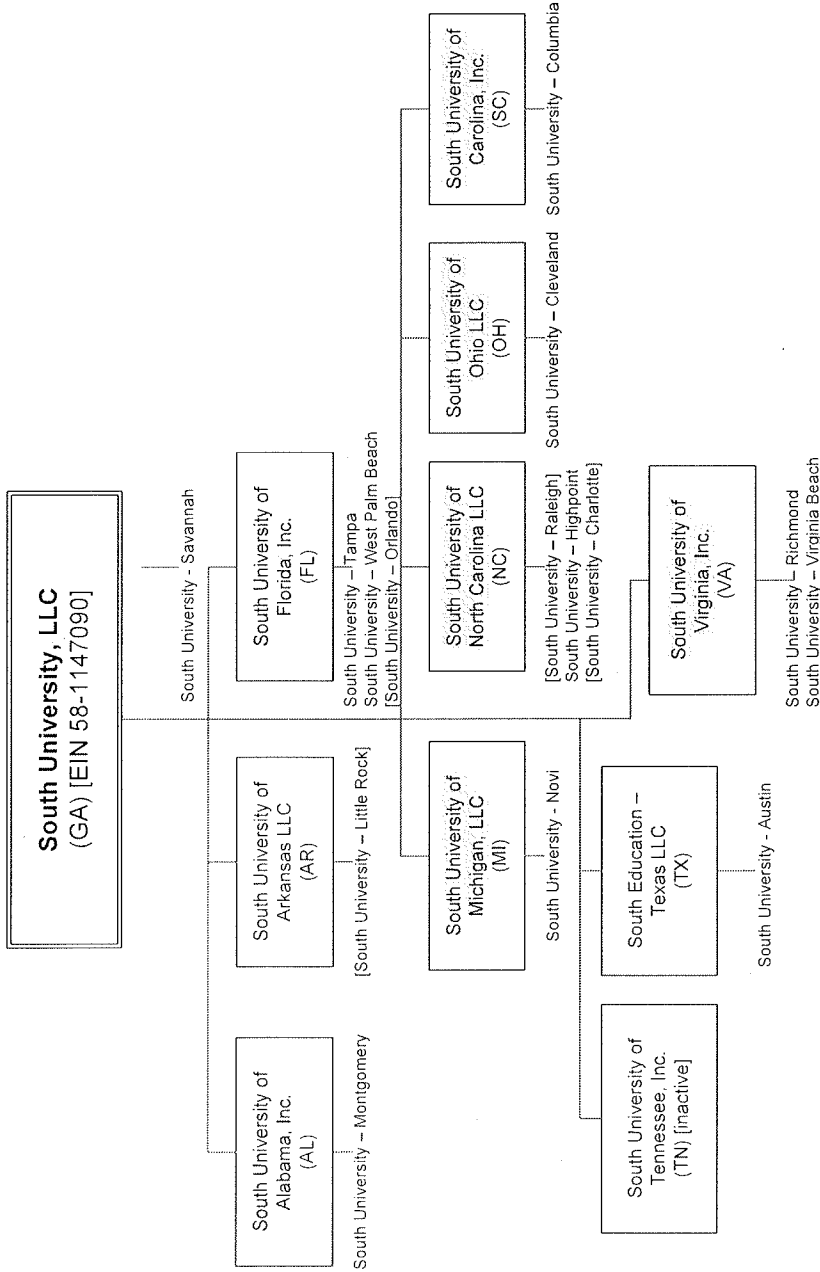 South University, LLC
(GA) [EIN 58-1147090]
South University - Savannah
South University of
Alabama, Inc.
(AL)
South University – Montgomery
South University of
Arkansas LLC
(AR)
[South University – Little Rock]
South University of
Florida, Inc.
(FL)
South University – Tampa
South University – West Palm Beach
[South University – Orlando]
South University of
Michigan, LLC
(MI)
South University - Novi
South University of
North Carolina LLC
(NC)
[South University – Raleigh]
South University – Highpoint
[South University – Charlotte]
South University of
Ohio LLC
(OH)
South University – Cleveland
South University of
Carolina, Inc.
(SC)
South University – Columbia
South University of
Tennessee, Inc.
(TN) [inactive]
South Education –
Texas LLC
(TX)
South University - Austin
South University of
Virginia, Inc.
(VA)
South University – Richmond
South University – Virginia Beach